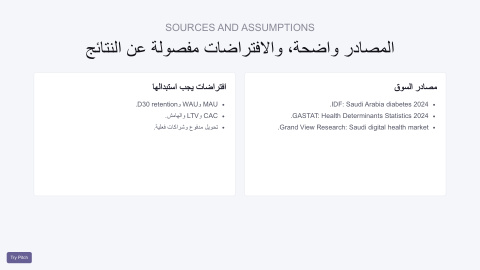 SOURCES AND ASSUMPTIONS
المصادر واضحة، والافتراضات مفصولة عن النتائج
مصادر السوق
IDF: Saudi Arabia diabetes 2024.
GASTAT: Health Determinants Statistics 2024.
Grand View Research: Saudi digital health market.
افتراضات يجب استبدالها
MAU وWAU وD30 retention.
CAC وLTV والهامش.
تحويل مدفوع وشراكات فعلية.
Try Pitch